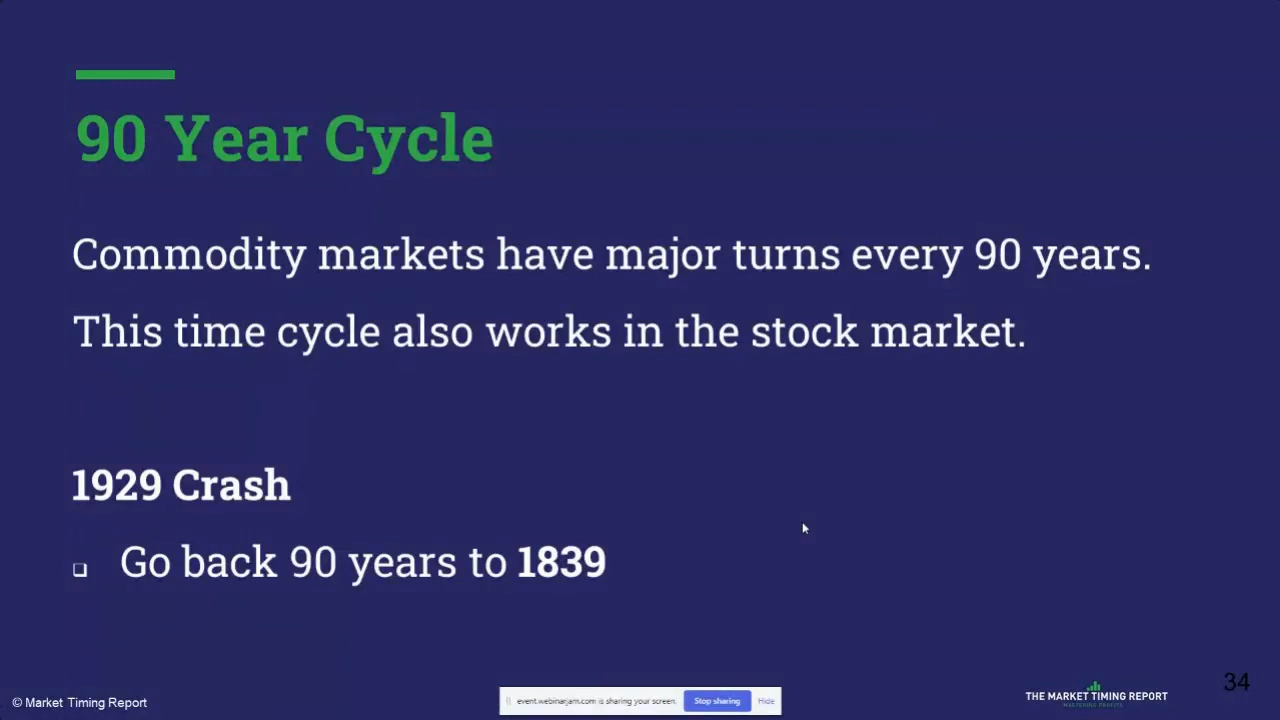 90 Year Cycle
Commodity markets have major turns every 90 years.
This time cycle also works in the stock market.
1929 Crash
❑ Go back 90 years to 1839
34
© Market Timing Report
event.webinarjam.com is sharing your screen.
Stop sharing
Hide
THE MARKET TIMING REPORT
MASTERING PROFITS